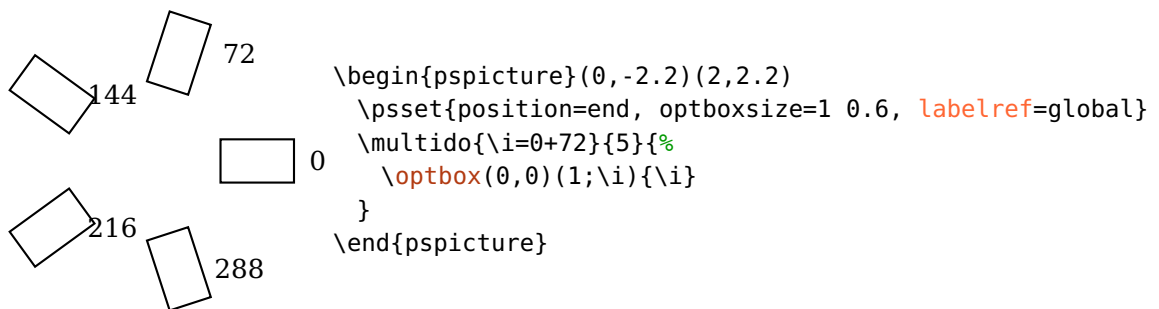 72
144
0
216
288
\begin{pspicture}(0,-2.2)(2,2.2)
  \psset{position=end, optboxsize=1 0.6, labelref=global}
  \multido{\i=0+72}{5}{%
    \optbox(0,0)(1;\i){\i}
  }
\end{pspicture}